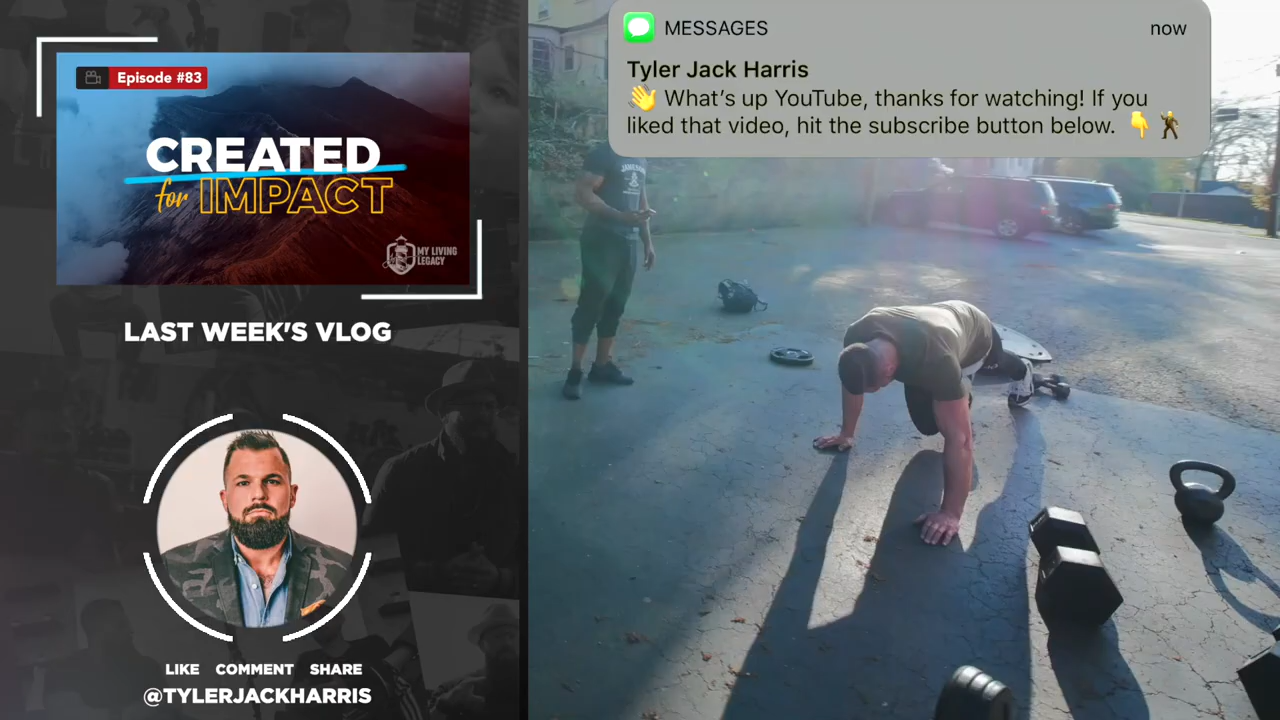 Episode #83
CREATED
for IMPACT
MY LIVING
LEGACY
LAST WEEK'S VLOG
LIKE COMMENT SHARE
@TYLERJACKHARRIS
MESSAGES
now
Tyler Jack Harris
👋 What's up YouTube, thanks for watching! If you
liked that video, hit the subscribe button below. 👇 🕺